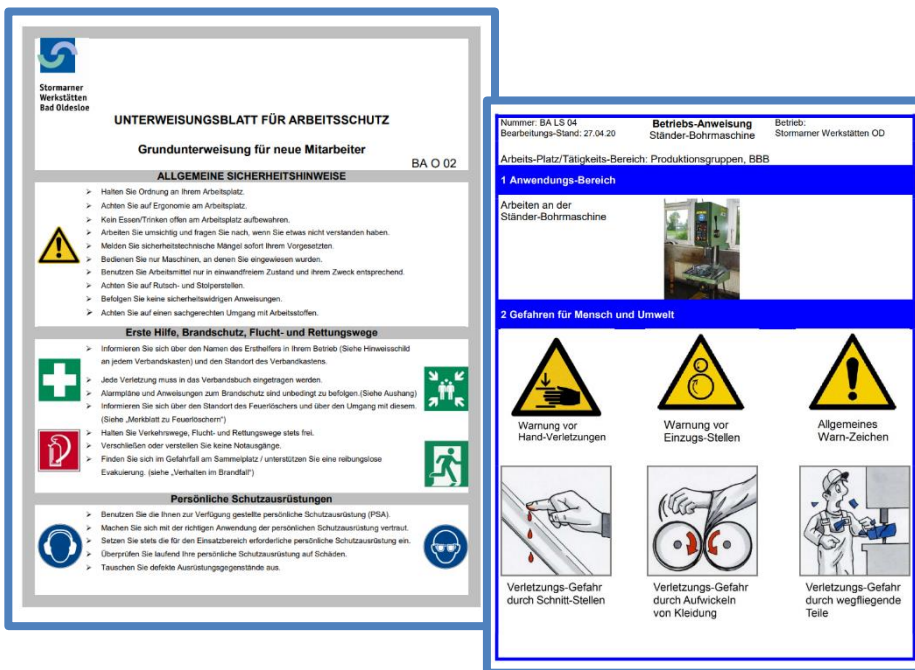 Stormarner
Werkstätten
Bad Oldesloe
UNTERWEISUNGSBLATT FÜR ARBEITSSCHUTZ
Grundunterweisung für neue Mitarbeiter
BA O 02
ALLGEMEINE SICHERHEITSHINWEISE
➢ Halten Sie Ordnung an Ihrem Arbeitsplatz.
➢ Achten Sie auf Ergonomie am Arbeitsplatz.
➢ Kein Essen/Trinken offen am Arbeitsplatz aufbewahren.
➢ Arbeiten Sie umsichtig und fragen Sie nach, wenn Sie etwas nicht verstanden haben.
➢ Melden Sie sicherheitstechnische Mängel sofort Ihrem Vorgesetzten.
➢ Bedienen Sie nur Maschinen, an denen Sie eingewiesen wurden.
➢ Benutzen Sie Arbeitsmittel nur in einwandfreiem Zustand und ihrem Zweck entsprechend.
➢ Achten Sie auf Rutsch- und Stolperstellen.
➢ Befolgen Sie keine sicherheitswidrigen Anweisungen.
➢ Achten Sie auf einen sachgerechten Umgang mit Arbeitsstoffen.
Erste Hilfe, Brandschutz, Flucht- und Rettungswege
➢ Informieren Sie sich über den Namen des Ersthelfers in Ihrem Betrieb (Siehe Hinweisschild
an jedem Verbandskasten) und den Standort des Verbandkastens.
➢ Jede Verletzung muss in das Verbandsbuch eingetragen werden.
➢ Alarmpläne und Anweisungen zum Brandschutz sind unbedingt zu befolgen.(Siehe Aushang)
➢ Informieren Sie sich über den Standort des Feuerlöschers und über den Umgang mit diesem.
(Siehe „Merkblatt zu Feuerlöschern")
➢ Halten Sie Verkehrswege, Flucht- und Rettungswege stets frei.
➢ Verschließen oder verstellen Sie keine Notausgänge.
➢ Finden Sie sich im Gefahrfall am Sammelplatz / unterstützen Sie eine reibungslose
Evakuierung. (siehe „Verhalten im Brandfall")
Persönliche Schutzausrüstungen
➢ Benutzen Sie die Ihnen zur Verfügung gestellte persönliche Schutzausrüstung (PSA).
➢ Machen Sie sich mit der richtigen Anwendung der persönlichen Schutzausrüstung vertraut.
➢ Setzen Sie stets die für den Einsatzbereich erforderliche persönliche Schutzausrüstung ein.
➢ Überprüfen Sie laufend Ihre persönliche Schutzausrüstung auf Schäden.
➢ Tauschen Sie defekte Ausrüstungsgegenstände aus.
Nummer: BA LS 04
Bearbeitungs-Stand: 27.04.20
Betriebs-Anweisung
Ständer-Bohrmaschine
Betrieb:
Stormarner Werkstätten OD
Arbeits-Platz/Tätigkeits-Bereich: Produktionsgruppen, BBB
1 Anwendungs-Bereich
Arbeiten an der
Ständer-Bohrmaschine
2 Gefahren für Mensch und Umwelt
Warnung vor
Hand-Verletzungen
Warnung vor
Einzugs-Stellen
Allgemeines
Warn-Zeichen
Verletzungs-Gefahr
durch Schnitt-Stellen
Verletzungs-Gefahr
durch Aufwickeln
von Kleidung
Verletzungs-Gefahr
durch wegfliegende
Teile